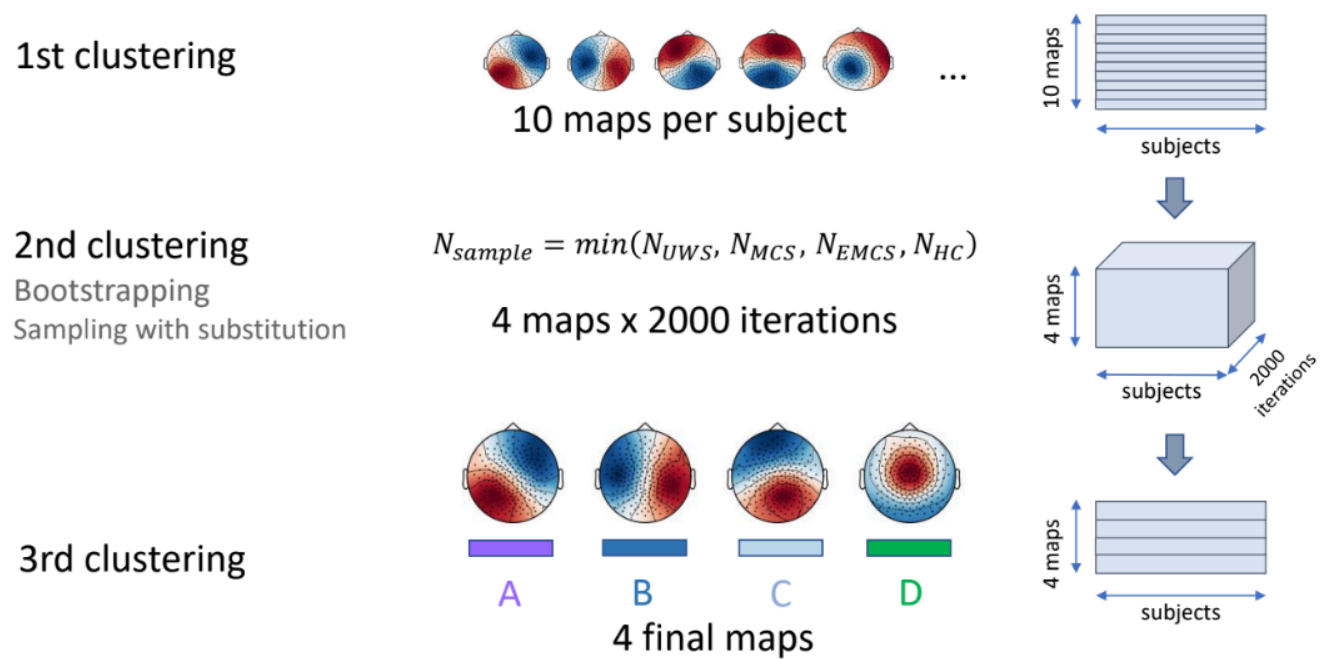 1st clustering
10 maps per subject
...
10 maps
subjects
2nd clustering
Bootstrapping
Sampling with substitution
N_sample = min(N_UWS, N_MCS, N_EMCS, N_HC)
4 maps x 2000 iterations
4 maps
subjects
2000
iterations
3rd clustering
A B C D
4 final maps
4 maps
subjects